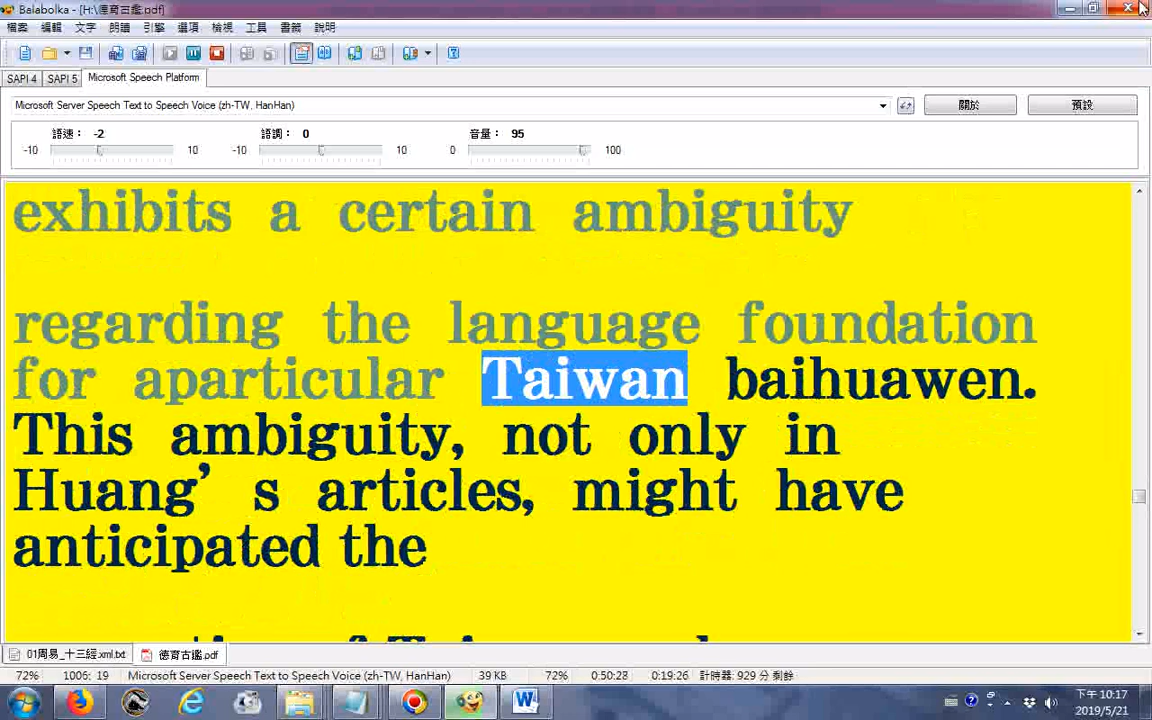 Balabolka - [H:\德育古鑑.pdf]
檔案 編輯 文字 朗讀 引擎 選項 檢視 工具 書籤 說明
SAPI 4 SAPI 5 Microsoft Speech Platform
Microsoft Server Speech Text to Speech Voice (zh-TW, HanHan) 關於 預設
語速： -2 語調： 0 音量： 95
-10 10 -10 10 0 100
exhibits a certain ambiguity
regarding the language foundation
for aparticular Taiwan baihuawen.
This ambiguity, not only in
Huang’ s articles, might have
anticipated the
01周易_十三經.xml.txt 德育古鑑.pdf
72% 1006: 19 Microsoft Server Speech Text to Speech Voice (zh-TW, HanHan) 39 KB 72% 0:50:28 0:19:26 計時器: 929 分 剩餘
下午 10:17
2019/5/21